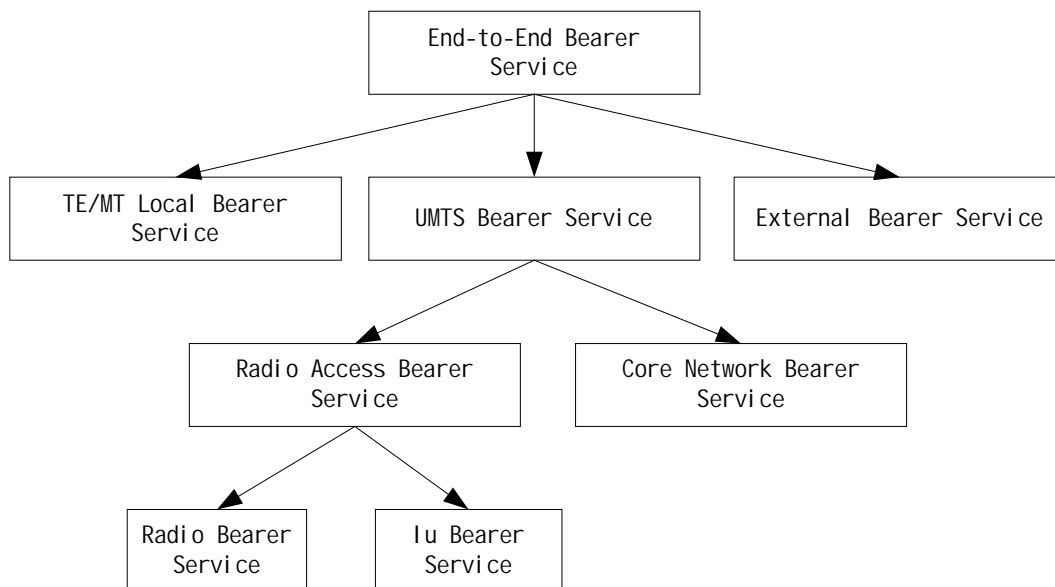 End-to-End Bearer
Service
TE/MT Local Bearer
Service
UMTS Bearer Service
External Bearer Service
Radio Access Bearer
Service
Core Network Bearer
Service
Radio Bearer
Service
Iu Bearer
Service